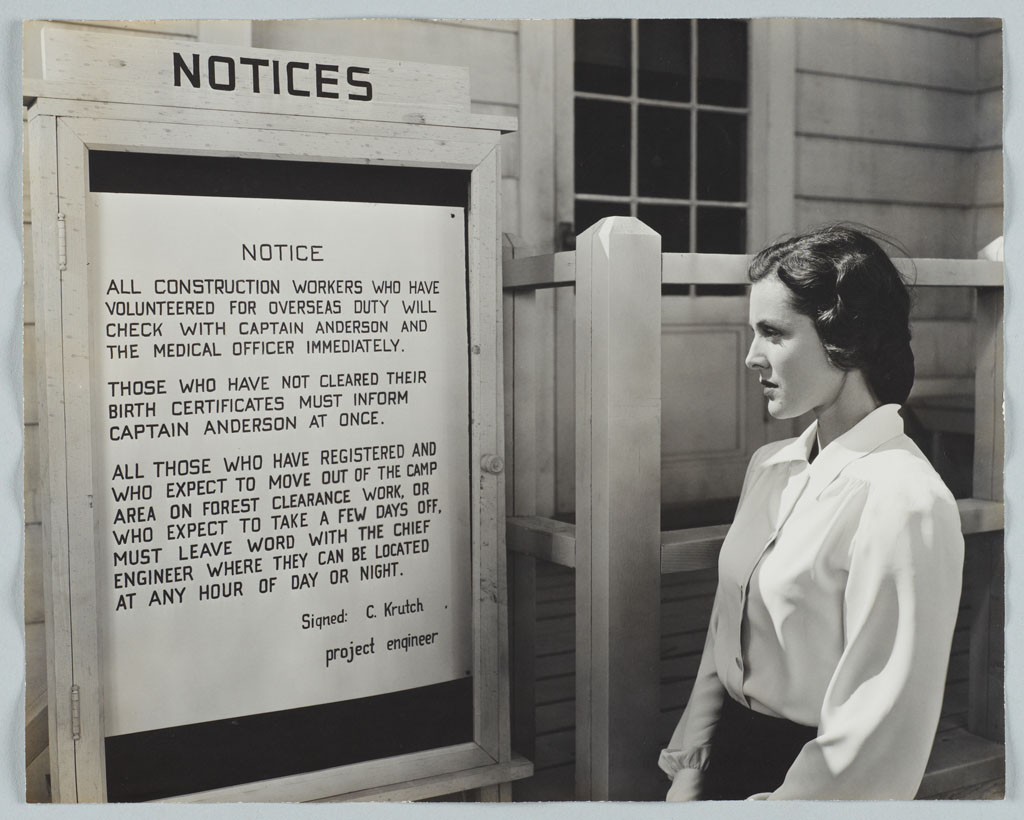 NOTICES
NOTICE
ALL CONSTRUCTION WORKERS WHO HAVE
VOLUNTEERED FOR OVERSEAS DUTY WILL
CHECK WITH CAPTAIN ANDERSON AND
THE MEDICAL OFFICER IMMEDIATELY.
THOSE WHO HAVE NOT CLEARED THEIR
BIRTH CERTIFICATES MUST INFORM
CAPTAIN ANDERSON AT ONCE.
ALL THOSE WHO HAVE REGISTERED AND
WHO EXPECT TO MOVE OUT OF THE CAMP
AREA ON FOREST CLEARANCE WORK, OR
WHO EXPECT TO TAKE A FEW DAYS OFF,
MUST LEAVE WORD WITH THE CHIEF
ENGINEER WHERE THEY CAN BE LOCATED
AT ANY HOUR OF DAY OR NIGHT.
Signed: C. Krutch
project engineer